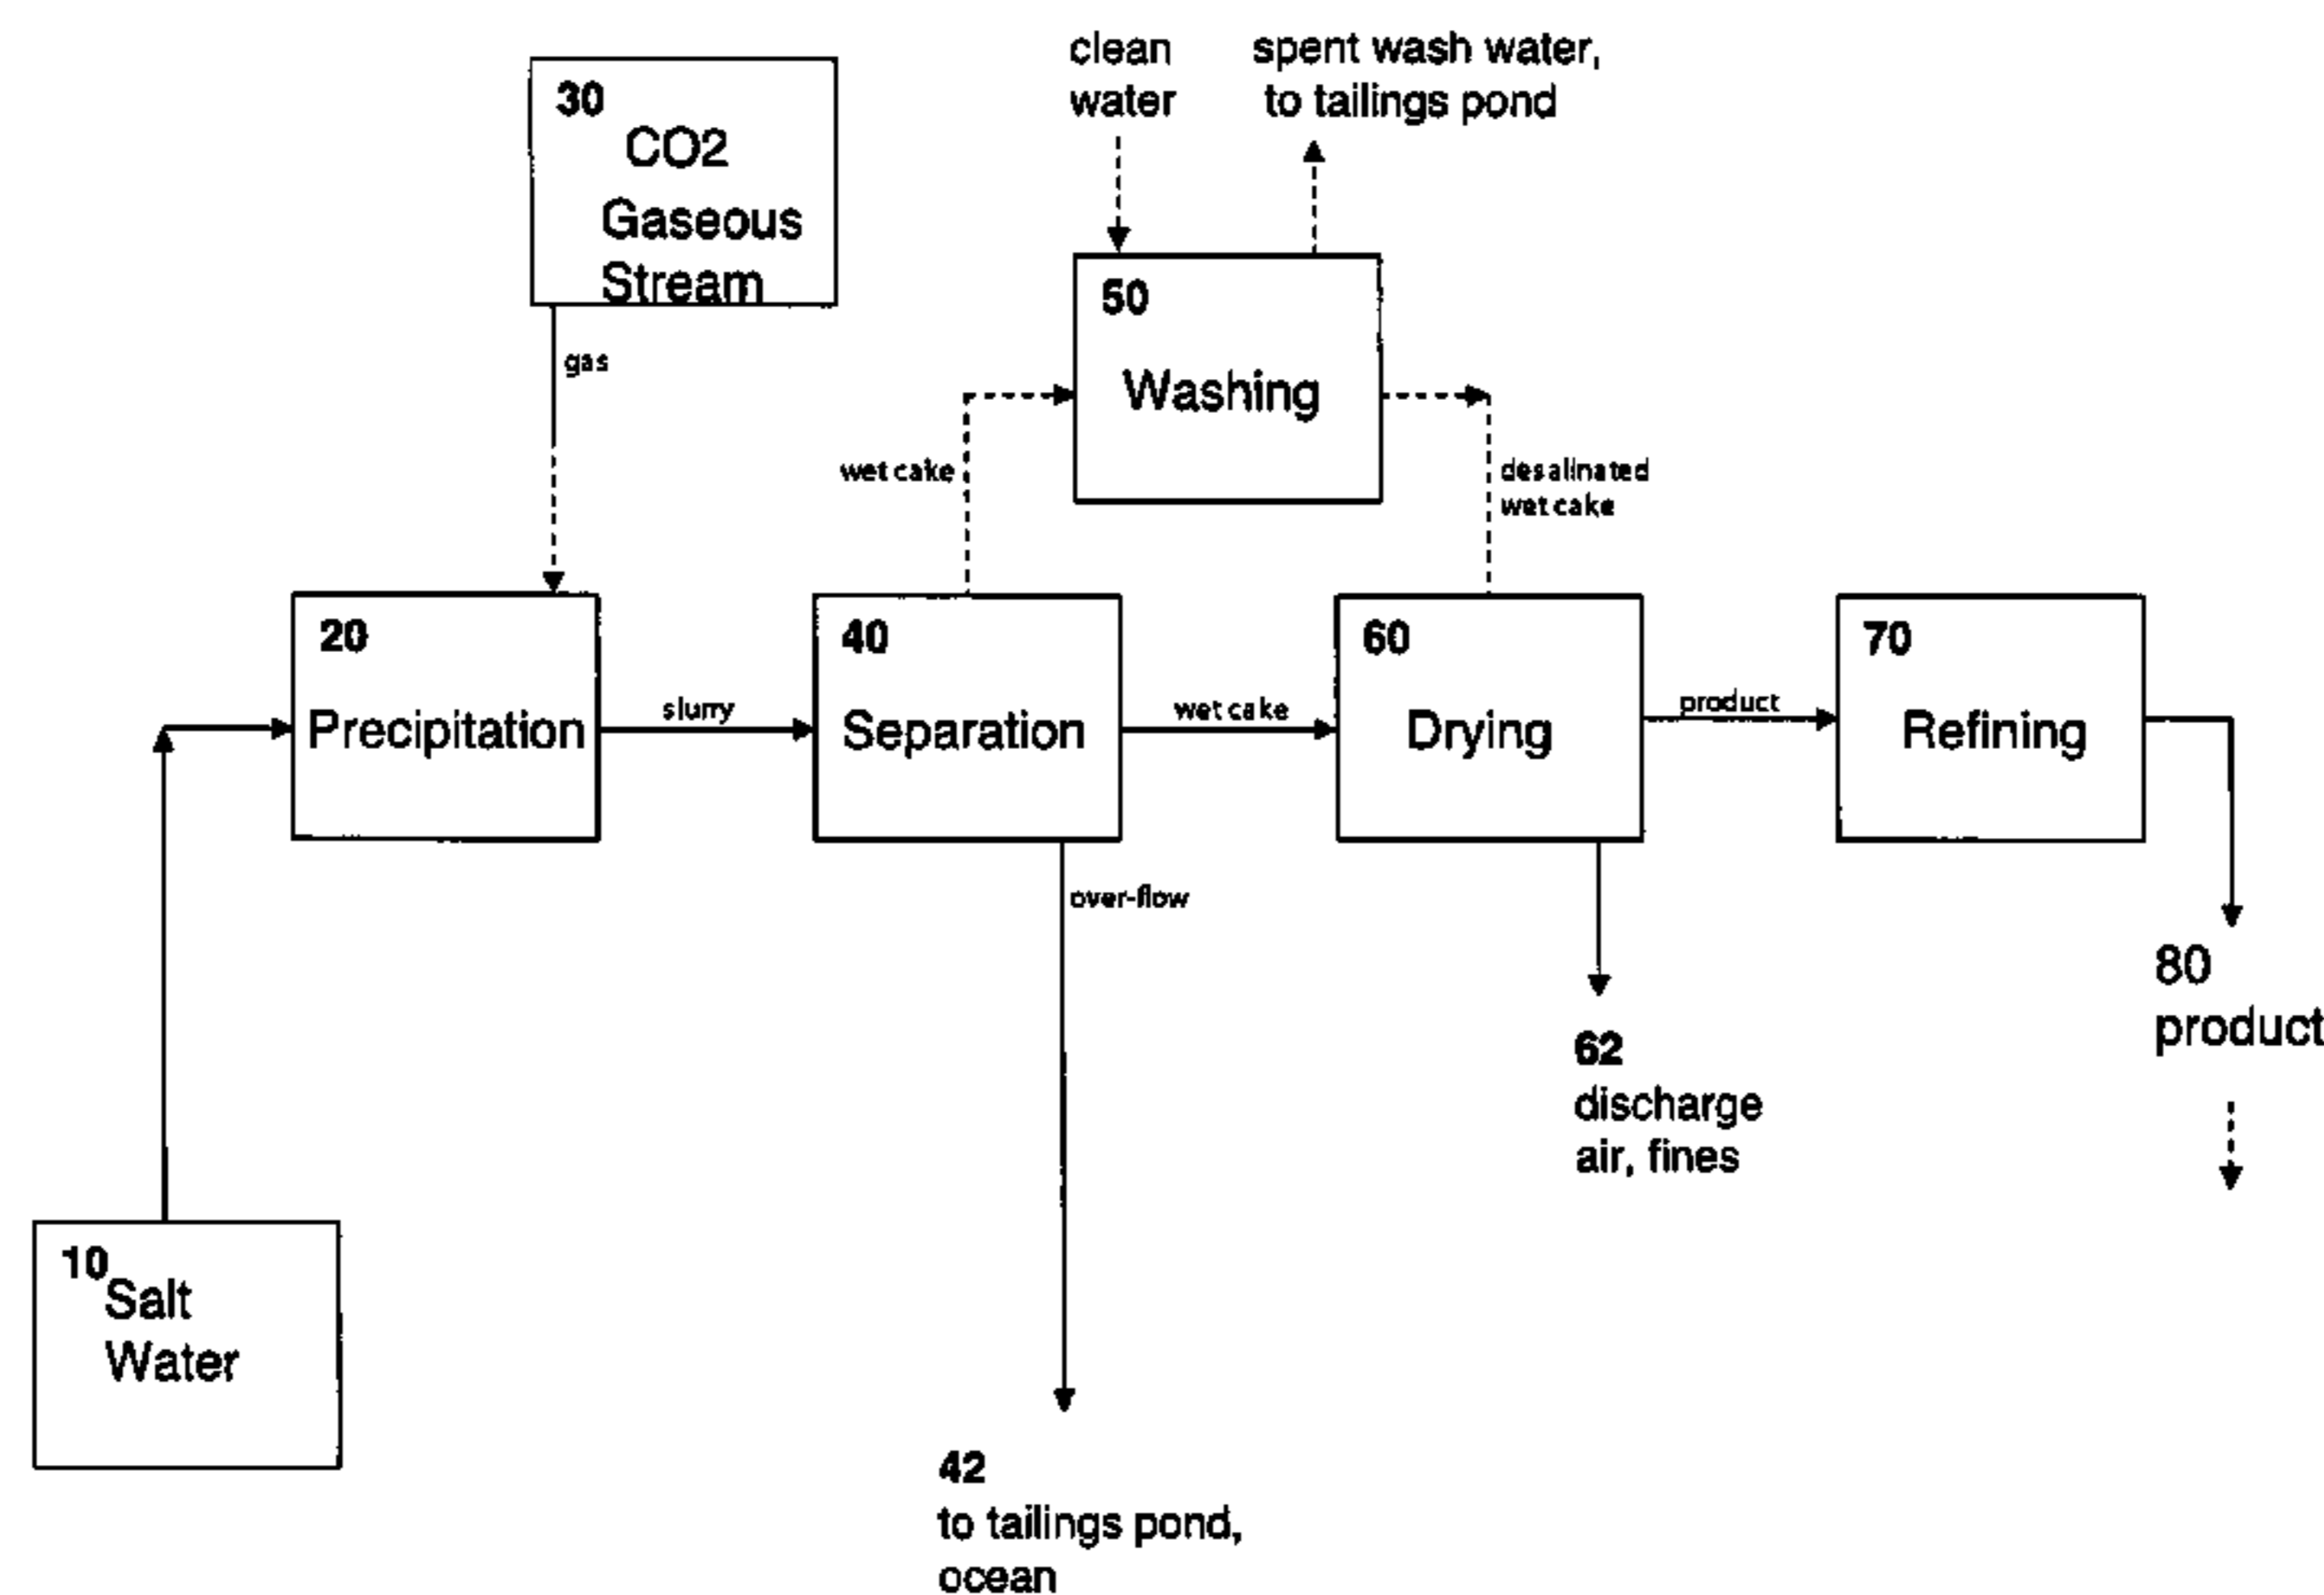 30
CO2
Gaseous
Stream
clean
water
spent wash water,
to tailings pond
gas
50
Washing
wet cake
desalinated
wet cake
20
Precipitation
slurry
40
Separation
wet cake
60
Drying
product
70
Refining
over-flow
80
product
62
discharge
air, fines
10
Salt
Water
42
to tailings pond,
ocean